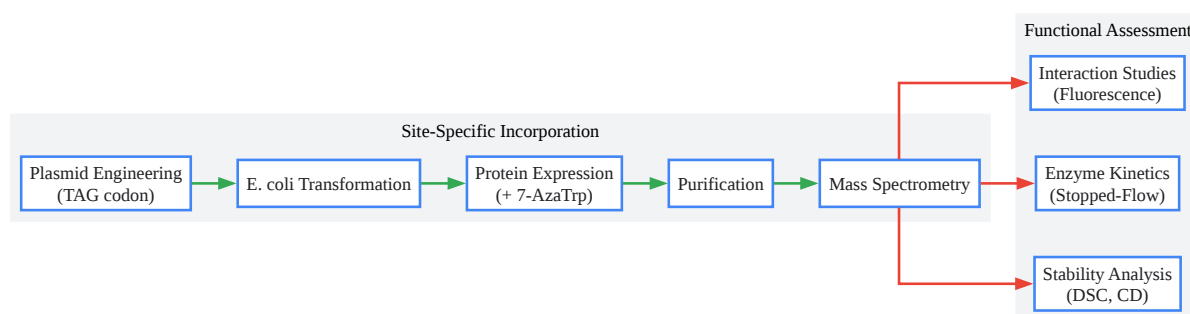 Functional Assessment
Interaction Studies
(Fluorescence)
Site-Specific Incorporation
Plasmid Engineering
(TAG codon)
E. coli Transformation
Protein Expression
(+ 7-AzaTrp)
Purification
Mass Spectrometry
Enzyme Kinetics
(Stopped-Flow)
Stability Analysis
(DSC, CD)